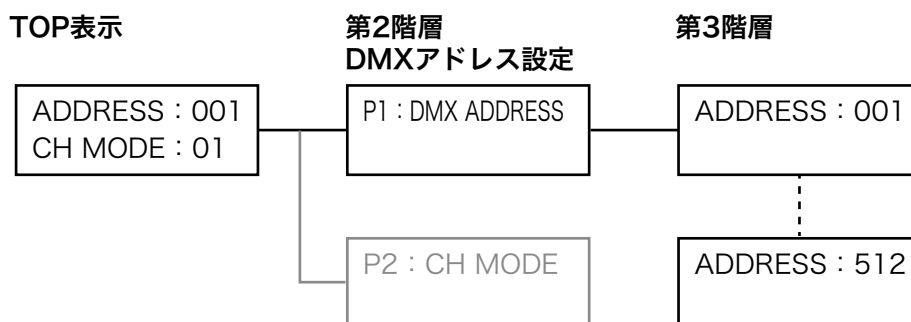 TOP表示
第2階層
DMXアドレス設定
第3階層
ADDRESS：001
CH MODE：01
P1：DMX ADDRESS
ADDRESS：001
P2：CH MODE
ADDRESS：512